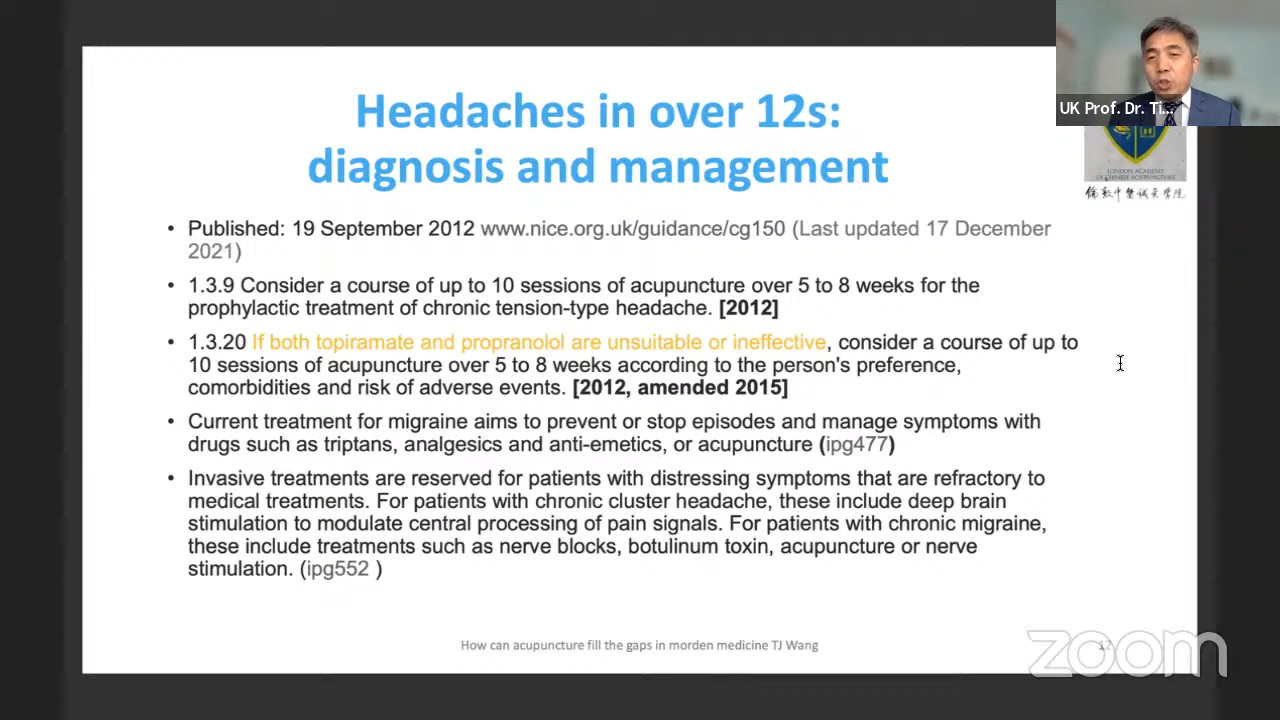 Headaches in over 12s:
diagnosis and management
UK Prof. Dr. Ti...
LONDON ACADEMY
OF CHINESE ACUPUNCTURE
倫敦中醫鍼灸學院
• Published: 19 September 2012 www.nice.org.uk/guidance/cg150 (Last updated 17 December
2021)
• 1.3.9 Consider a course of up to 10 sessions of acupuncture over 5 to 8 weeks for the
prophylactic treatment of chronic tension-type headache. [2012]
• 1.3.20 If both topiramate and propranolol are unsuitable or ineffective, consider a course of up to
10 sessions of acupuncture over 5 to 8 weeks according to the person's preference,
comorbidities and risk of adverse events. [2012, amended 2015]
• Current treatment for migraine aims to prevent or stop episodes and manage symptoms with
drugs such as triptans, analgesics and anti-emetics, or acupuncture (ipg477)
• Invasive treatments are reserved for patients with distressing symptoms that are refractory to
medical treatments. For patients with chronic cluster headache, these include deep brain
stimulation to modulate central processing of pain signals. For patients with chronic migraine,
these include treatments such as nerve blocks, botulinum toxin, acupuncture or nerve
stimulation. (ipg552 )
How can acupuncture fill the gaps in morden medicine TJ Wang
12
zoom